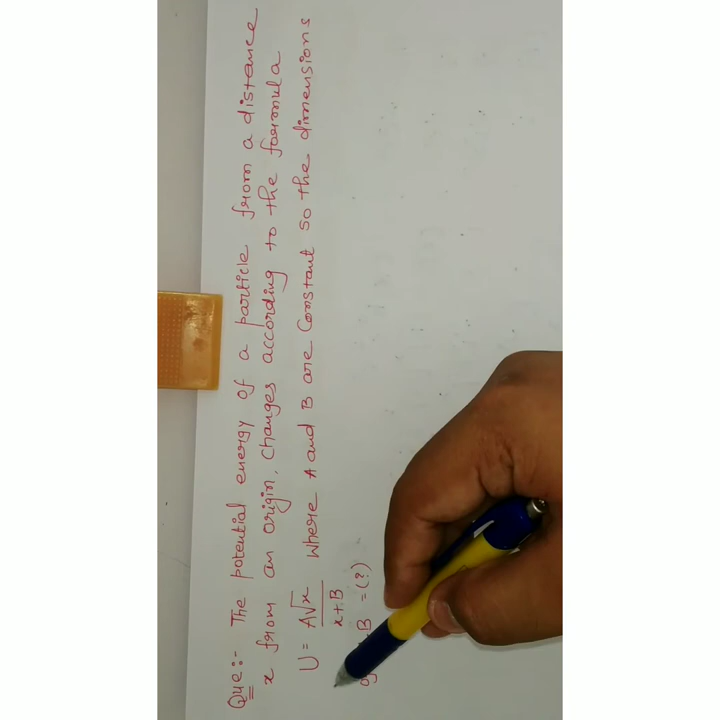 Que:- The potential energy of a particle from a distance
x from an origin, changes according to the formula
U = A√x / x+B where A and B are Constant so the dimensions
B = (?)